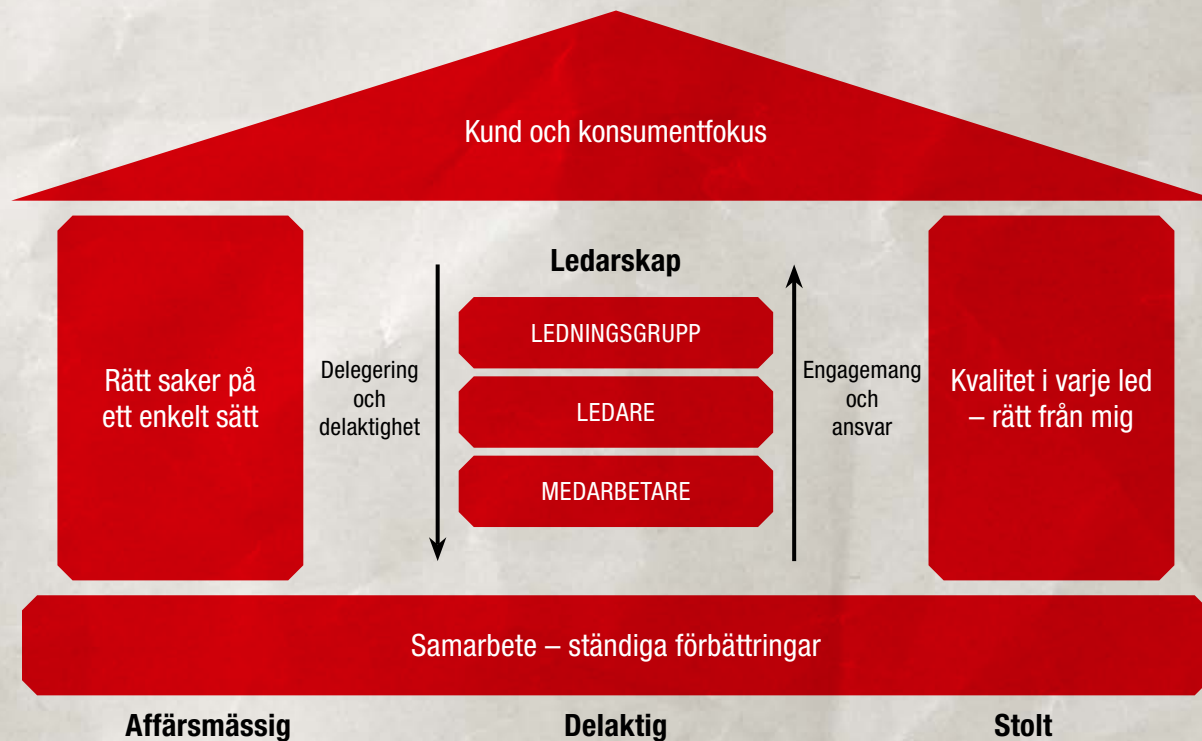 Kund och konsumentfokus
Rätt saker på
ett enkelt sätt
Delegering
och
delaktighet
Ledarskap
LEDNINGSGRUPP
LEDARE
MEDARBETARE
Engagemang
och
ansvar
Kvalitet i varje led
– rätt från mig
Samarbete – ständiga förbättringar
Affärsmässig
Delaktig
Stolt